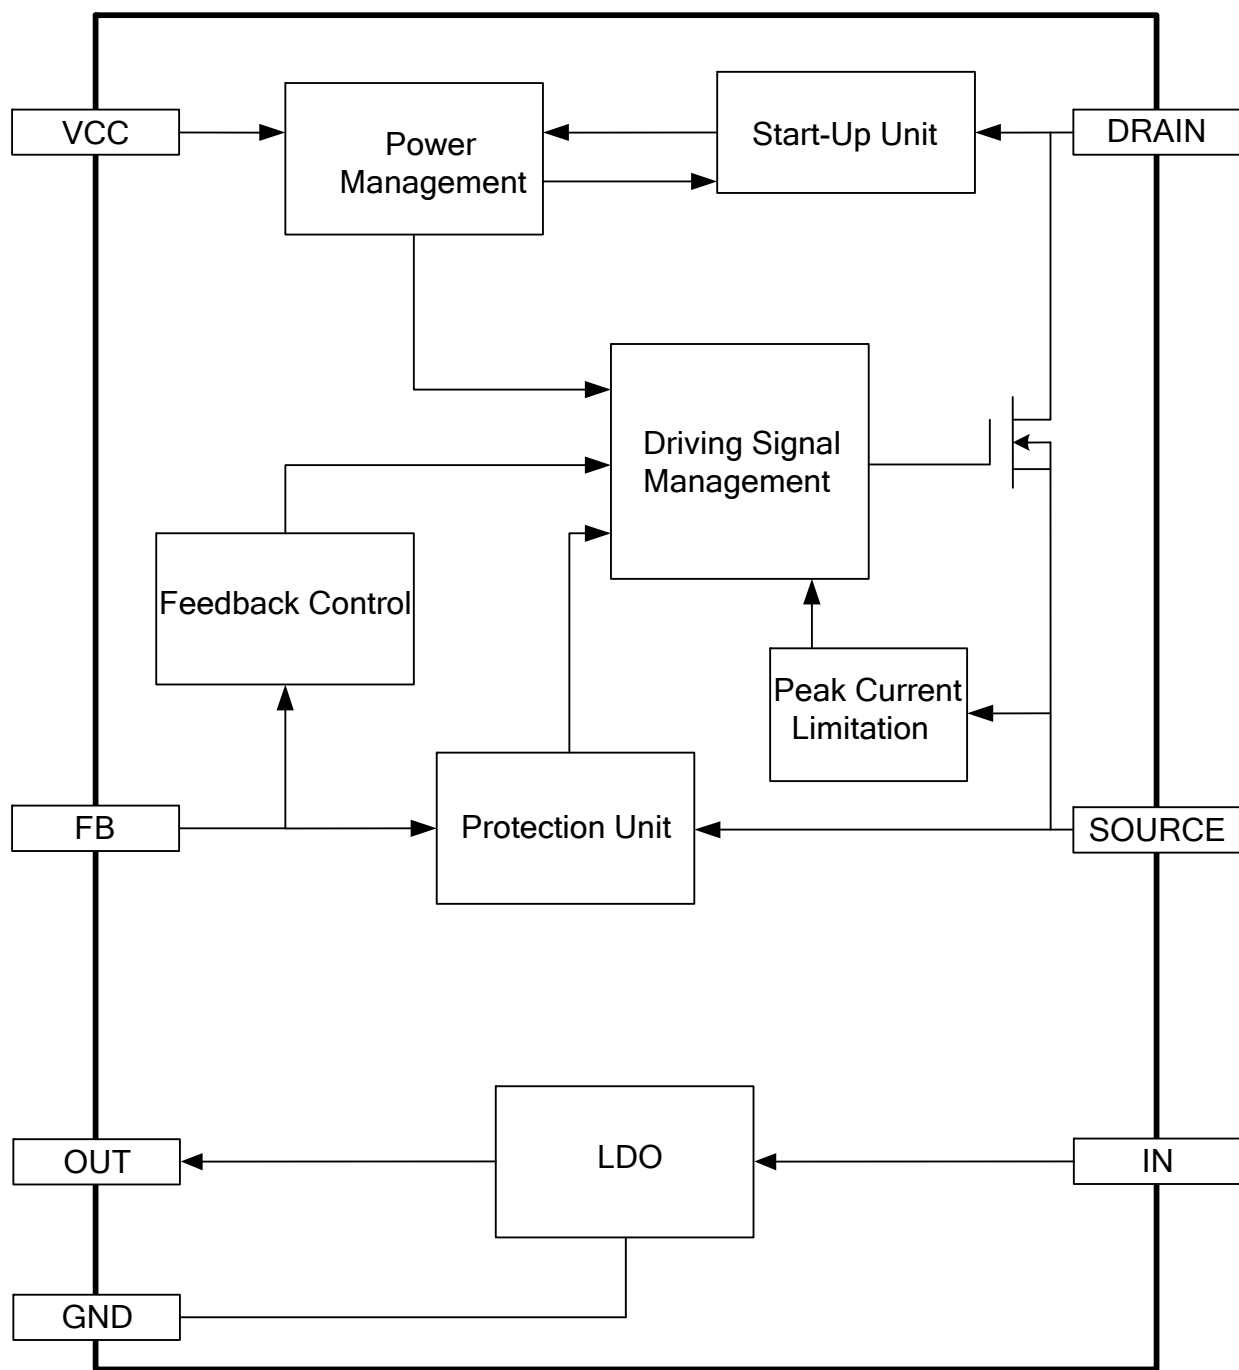 VCC
Power
Management
Start-Up Unit
DRAIN
Driving Signal
Management
Feedback Control
Peak Current
Limitation
FB
Protection Unit
SOURCE
OUT
LDO
IN
GND